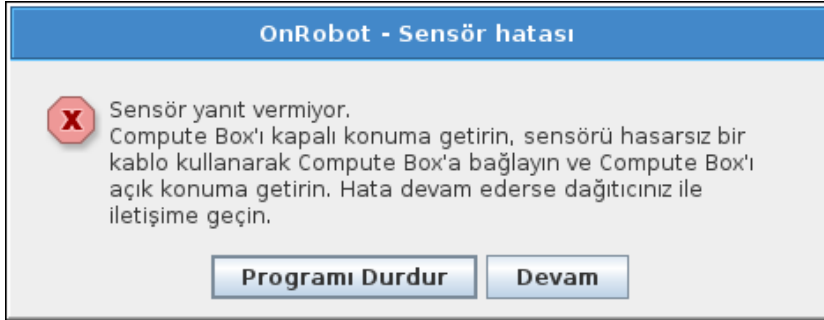 OnRobot - Sensör hatası
Sensör yanıt vermiyor.
Compute Box'ı kapalı konuma getirin, sensörü hasarsız bir
kablo kullanarak Compute Box'a bağlayın ve Compute Box'ı
açık konuma getirin. Hata devam ederse dağıtıcınız ile
iletişime geçin.
Programı Durdur Devam